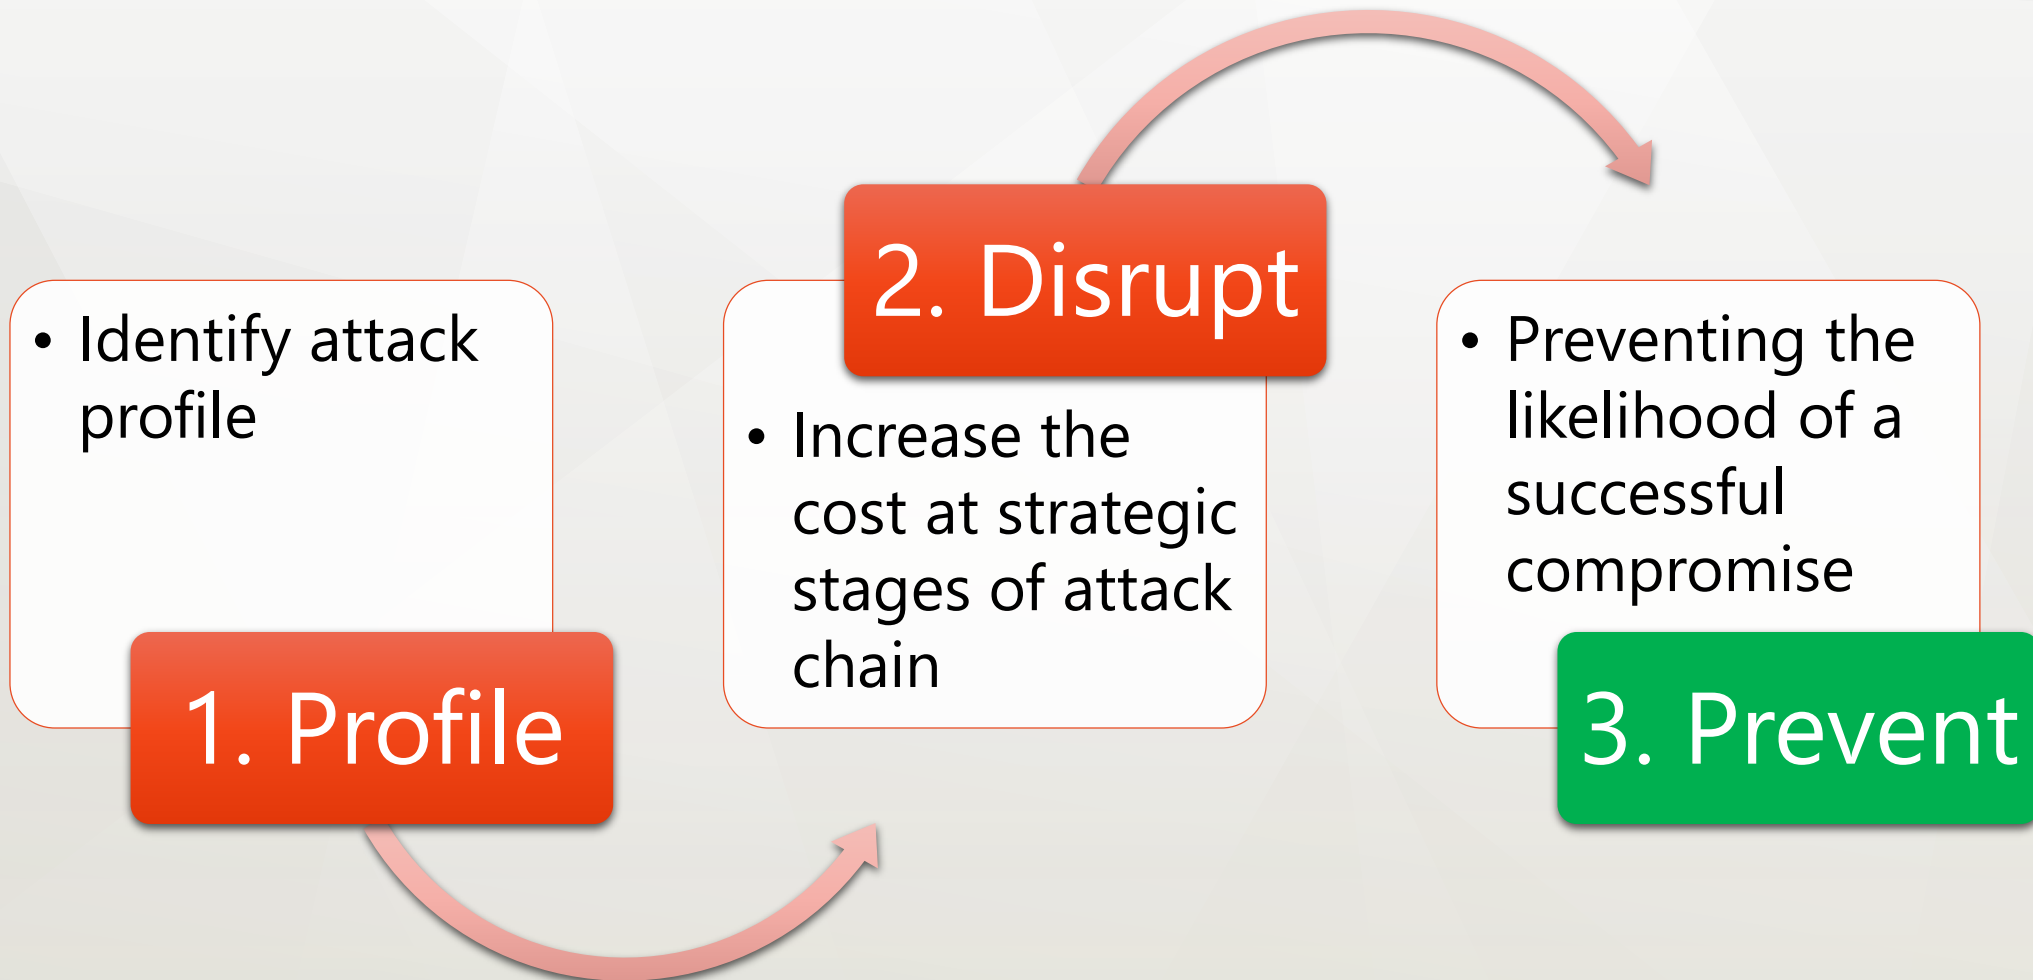 • Identify attack
profile
1. Profile
2. Disrupt
• Increase the
cost at strategic
stages of attack
chain
• Preventing the
likelihood of a
successful
compromise
3. Prevent